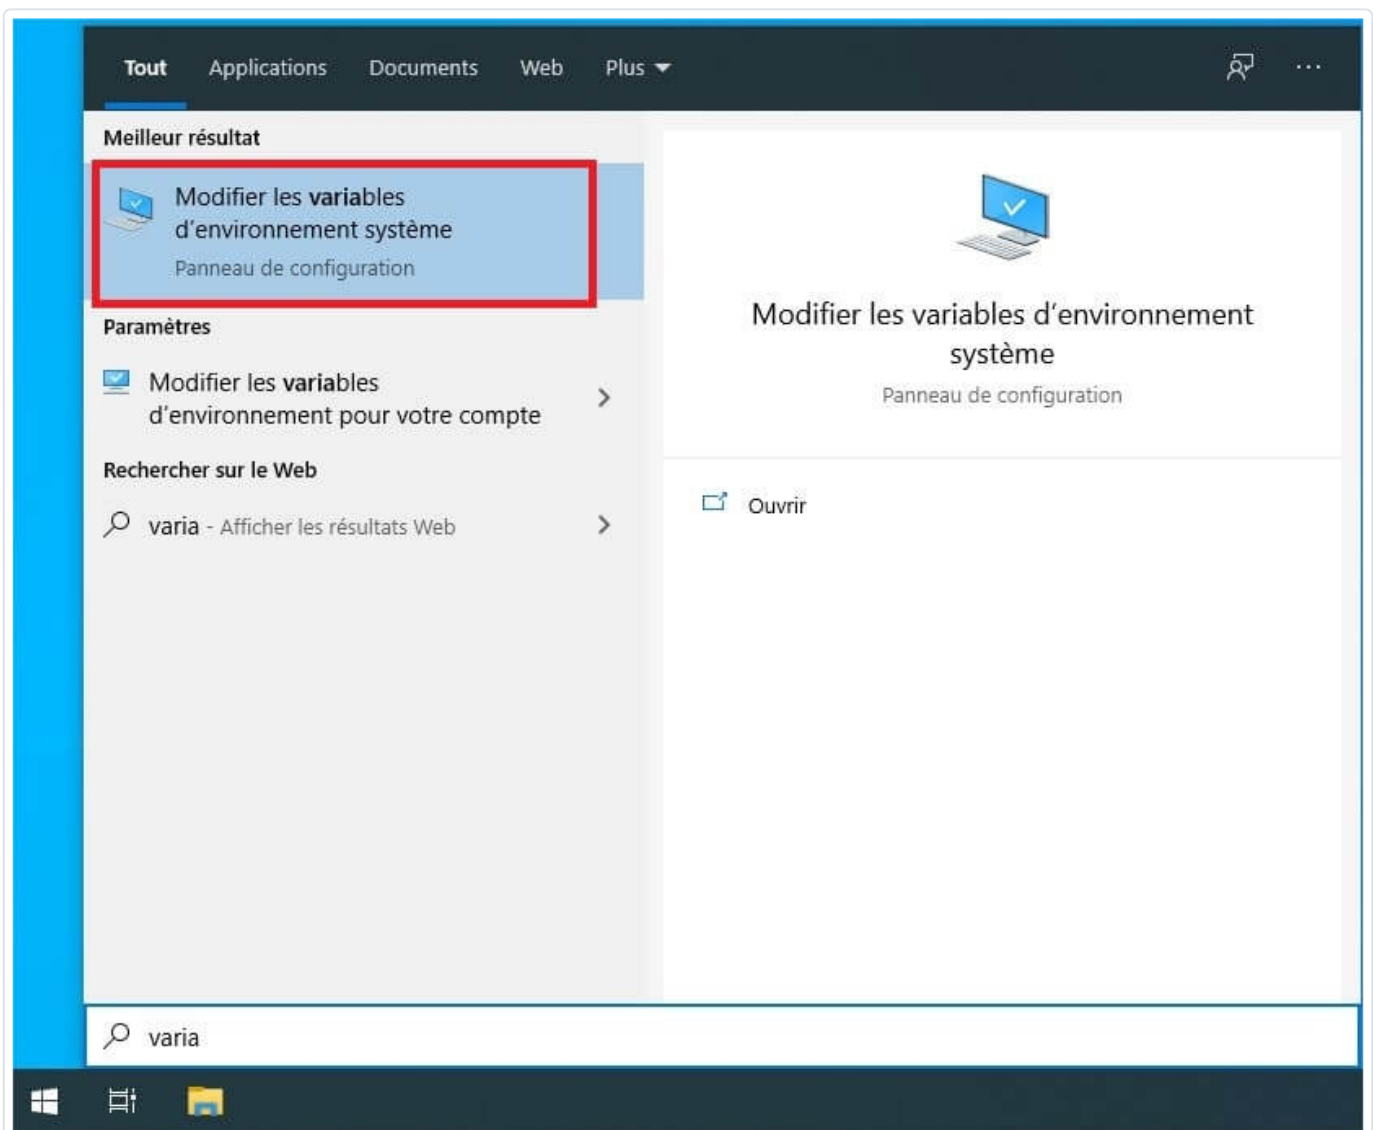 Tout Applications Documents Web Plus
Meilleur résultat
Modifier les variables
d'environnement système
Panneau de configuration
Paramètres
Modifier les variables
d'environnement pour votre compte
Rechercher sur le Web
varia - Afficher les résultats Web
Modifier les variables d'environnement
système
Panneau de configuration
Ouvrir
varia